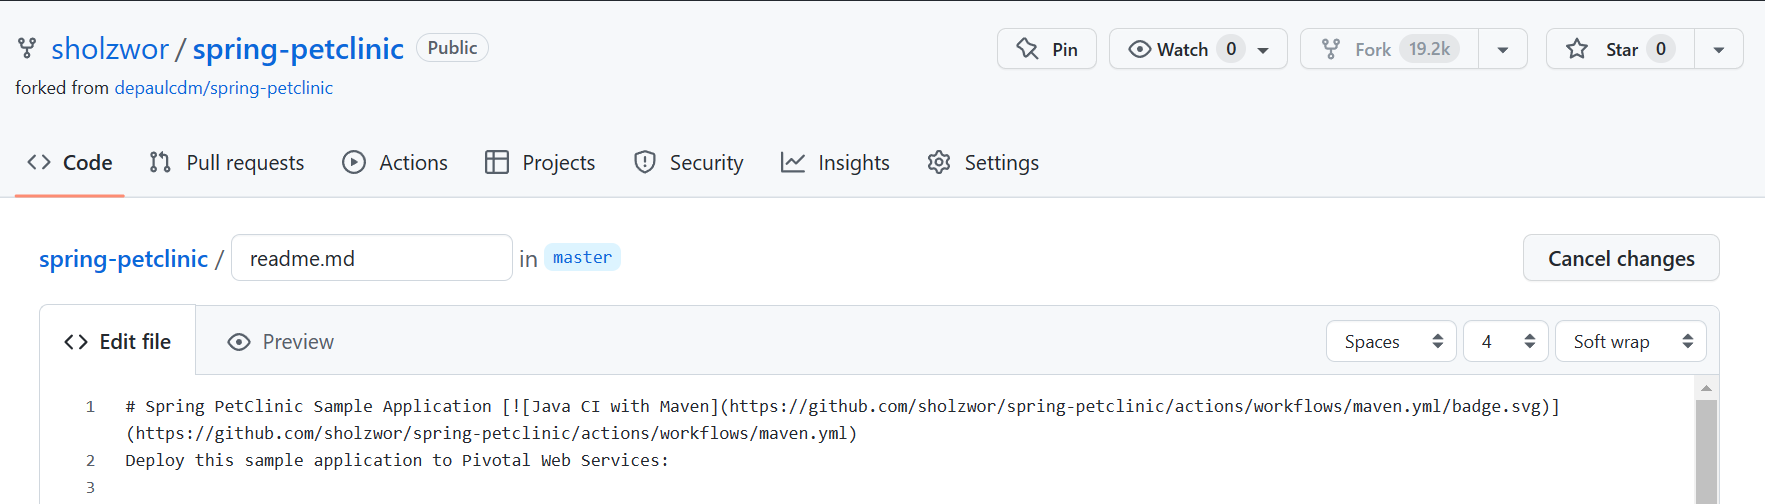 sholzwor / spring-petclinic Public Pin Watch 0 Fork 19.2k Star 0
forked from depaulcdm/spring-petclinic
Code Pull requests Actions Projects Security Insights Settings
spring-petclinic / readme.md in master Cancel changes
Edit file Preview Spaces 4 Soft wrap
1 # Spring PetClinic Sample Application [![Java CI with Maven](https://github.com/sholzwor/spring-petclinic/actions/workflows/maven.yml/badge.svg)]
(https://github.com/sholzwor/spring-petclinic/actions/workflows/maven.yml)
2 Deploy this sample application to Pivotal Web Services:
3